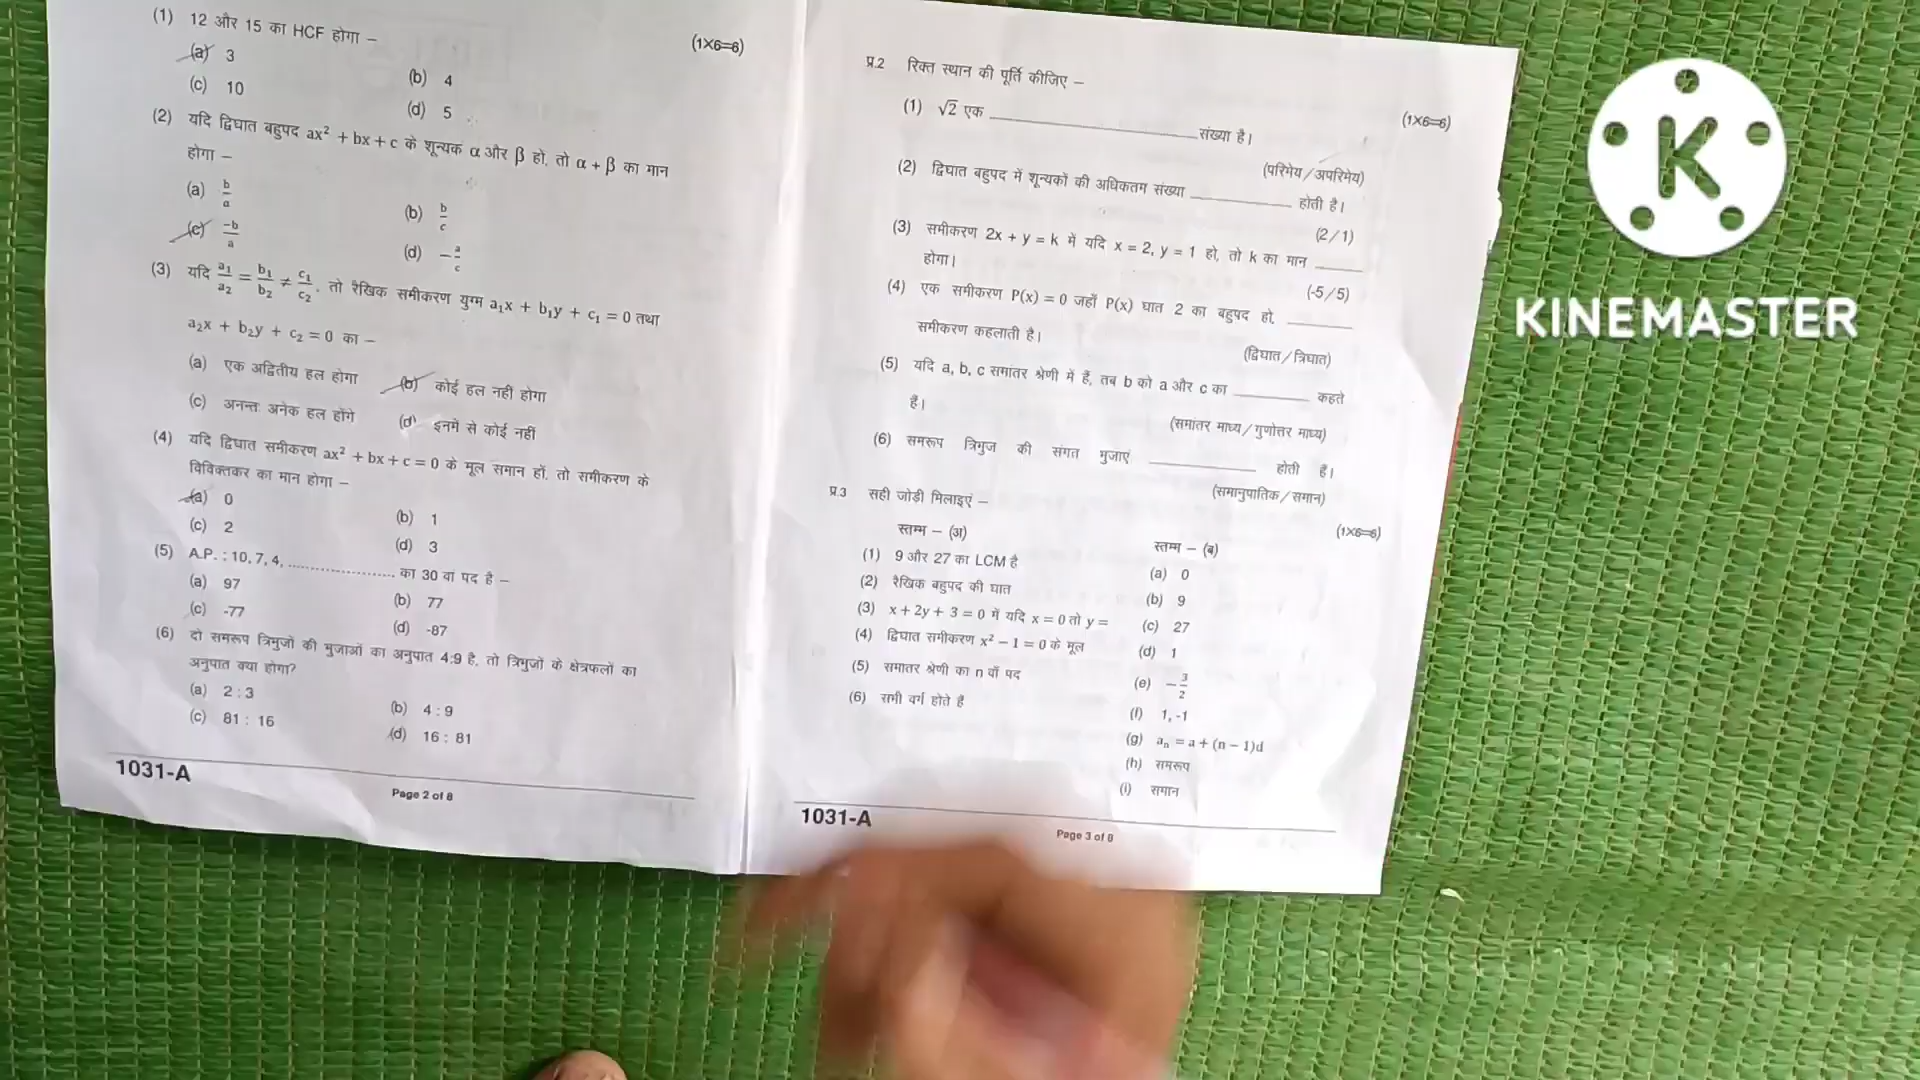 (1) 12 और 15 का HCF होगा –
(1×6=6)
(a) 3
(b) 4
(c) 10
(d) 5
(2) यदि द्विघात बहुपद ax² + bx + c के शून्यक α और β हो, तो α + β का मान
होगा –
(a) b/a
(b) b/c
(c) -b/a
(d) -a/c
(3) यदि a₁/a₂ = b₁/b₂ ≠ c₁/c₂, तो रैखिक समीकरण युग्म a₁x + b₁y + c₁ = 0 तथा
a₂x + b₂y + c₂ = 0 का –
(a) एक अद्वितीय हल होगा
(b) कोई हल नहीं होगा
(c) अनन्तः अनेक हल होंगे
(d) इनमें से कोई नहीं
(4) यदि द्विघात समीकरण ax² + bx + c = 0 के मूल समान हों, तो समीकरण के
विविक्तकर का मान होगा –
(a) 0
(b) 1
(c) 2
(d) 3
(5) A.P. : 10, 7, 4, ...................... का 30 वां पद है –
(a) 97
(b) 77
(c) -77
(d) -87
(6) दो समरूप त्रिभुजों की भुजाओं का अनुपात 4:9 है, तो त्रिभुजों के क्षेत्रफलों का
अनुपात क्या होगा?
(a) 2 : 3
(b) 4 : 9
(c) 81 : 16
(d) 16 : 81
1031-A
Page 2 of 8
प्र.2 रिक्त स्थान की पूर्ति कीजिए –
(1×6=6)
(1) √2 एक ____________ संख्या है।
(परिमेय / अपरिमेय)
(2) द्विघात बहुपद में शून्यकों की अधिकतम संख्या ________ होती है।
(2 / 1)
(3) समीकरण 2x + y = k में यदि x = 2, y = 1 हो, तो k का मान ____
होगा।
(-5 / 5)
(4) एक समीकरण P(x) = 0 जहाँ P(x) घात 2 का बहुपद हो, ______
समीकरण कहलाती है।
(द्विघात / त्रिघात)
(5) यदि a, b, c समांतर श्रेणी में हैं, तब b को a और c का ______ कहते
हैं।
(समांतर माध्य / गुणोत्तर माध्य)
(6) समरूप त्रिभुज की संगत भुजाएं ________ होती हैं।
(समानुपातिक / समान)
प्र.3 सही जोड़ी मिलाइएं –
(1×6=6)
स्तम्भ – (अ)
स्तम्भ – (ब)
(1) 9 और 27 का LCM है
(a) 0
(2) रैखिक बहुपद की घात
(b) 9
(3) x + 2y + 3 = 0 में यदि x = 0 तो y =
(c) 27
(4) द्विघात समीकरण x² – 1 = 0 के मूल
(d) 1
(5) समांतर श्रेणी का n वाँ पद
(e) -3/2
(6) सभी वर्ग होते हैं
(f) 1, -1
(g) aₙ = a + (n – 1)d
(h) समरूप
(i) समान
1031-A
Page 3 of 8
K
KINEMASTER